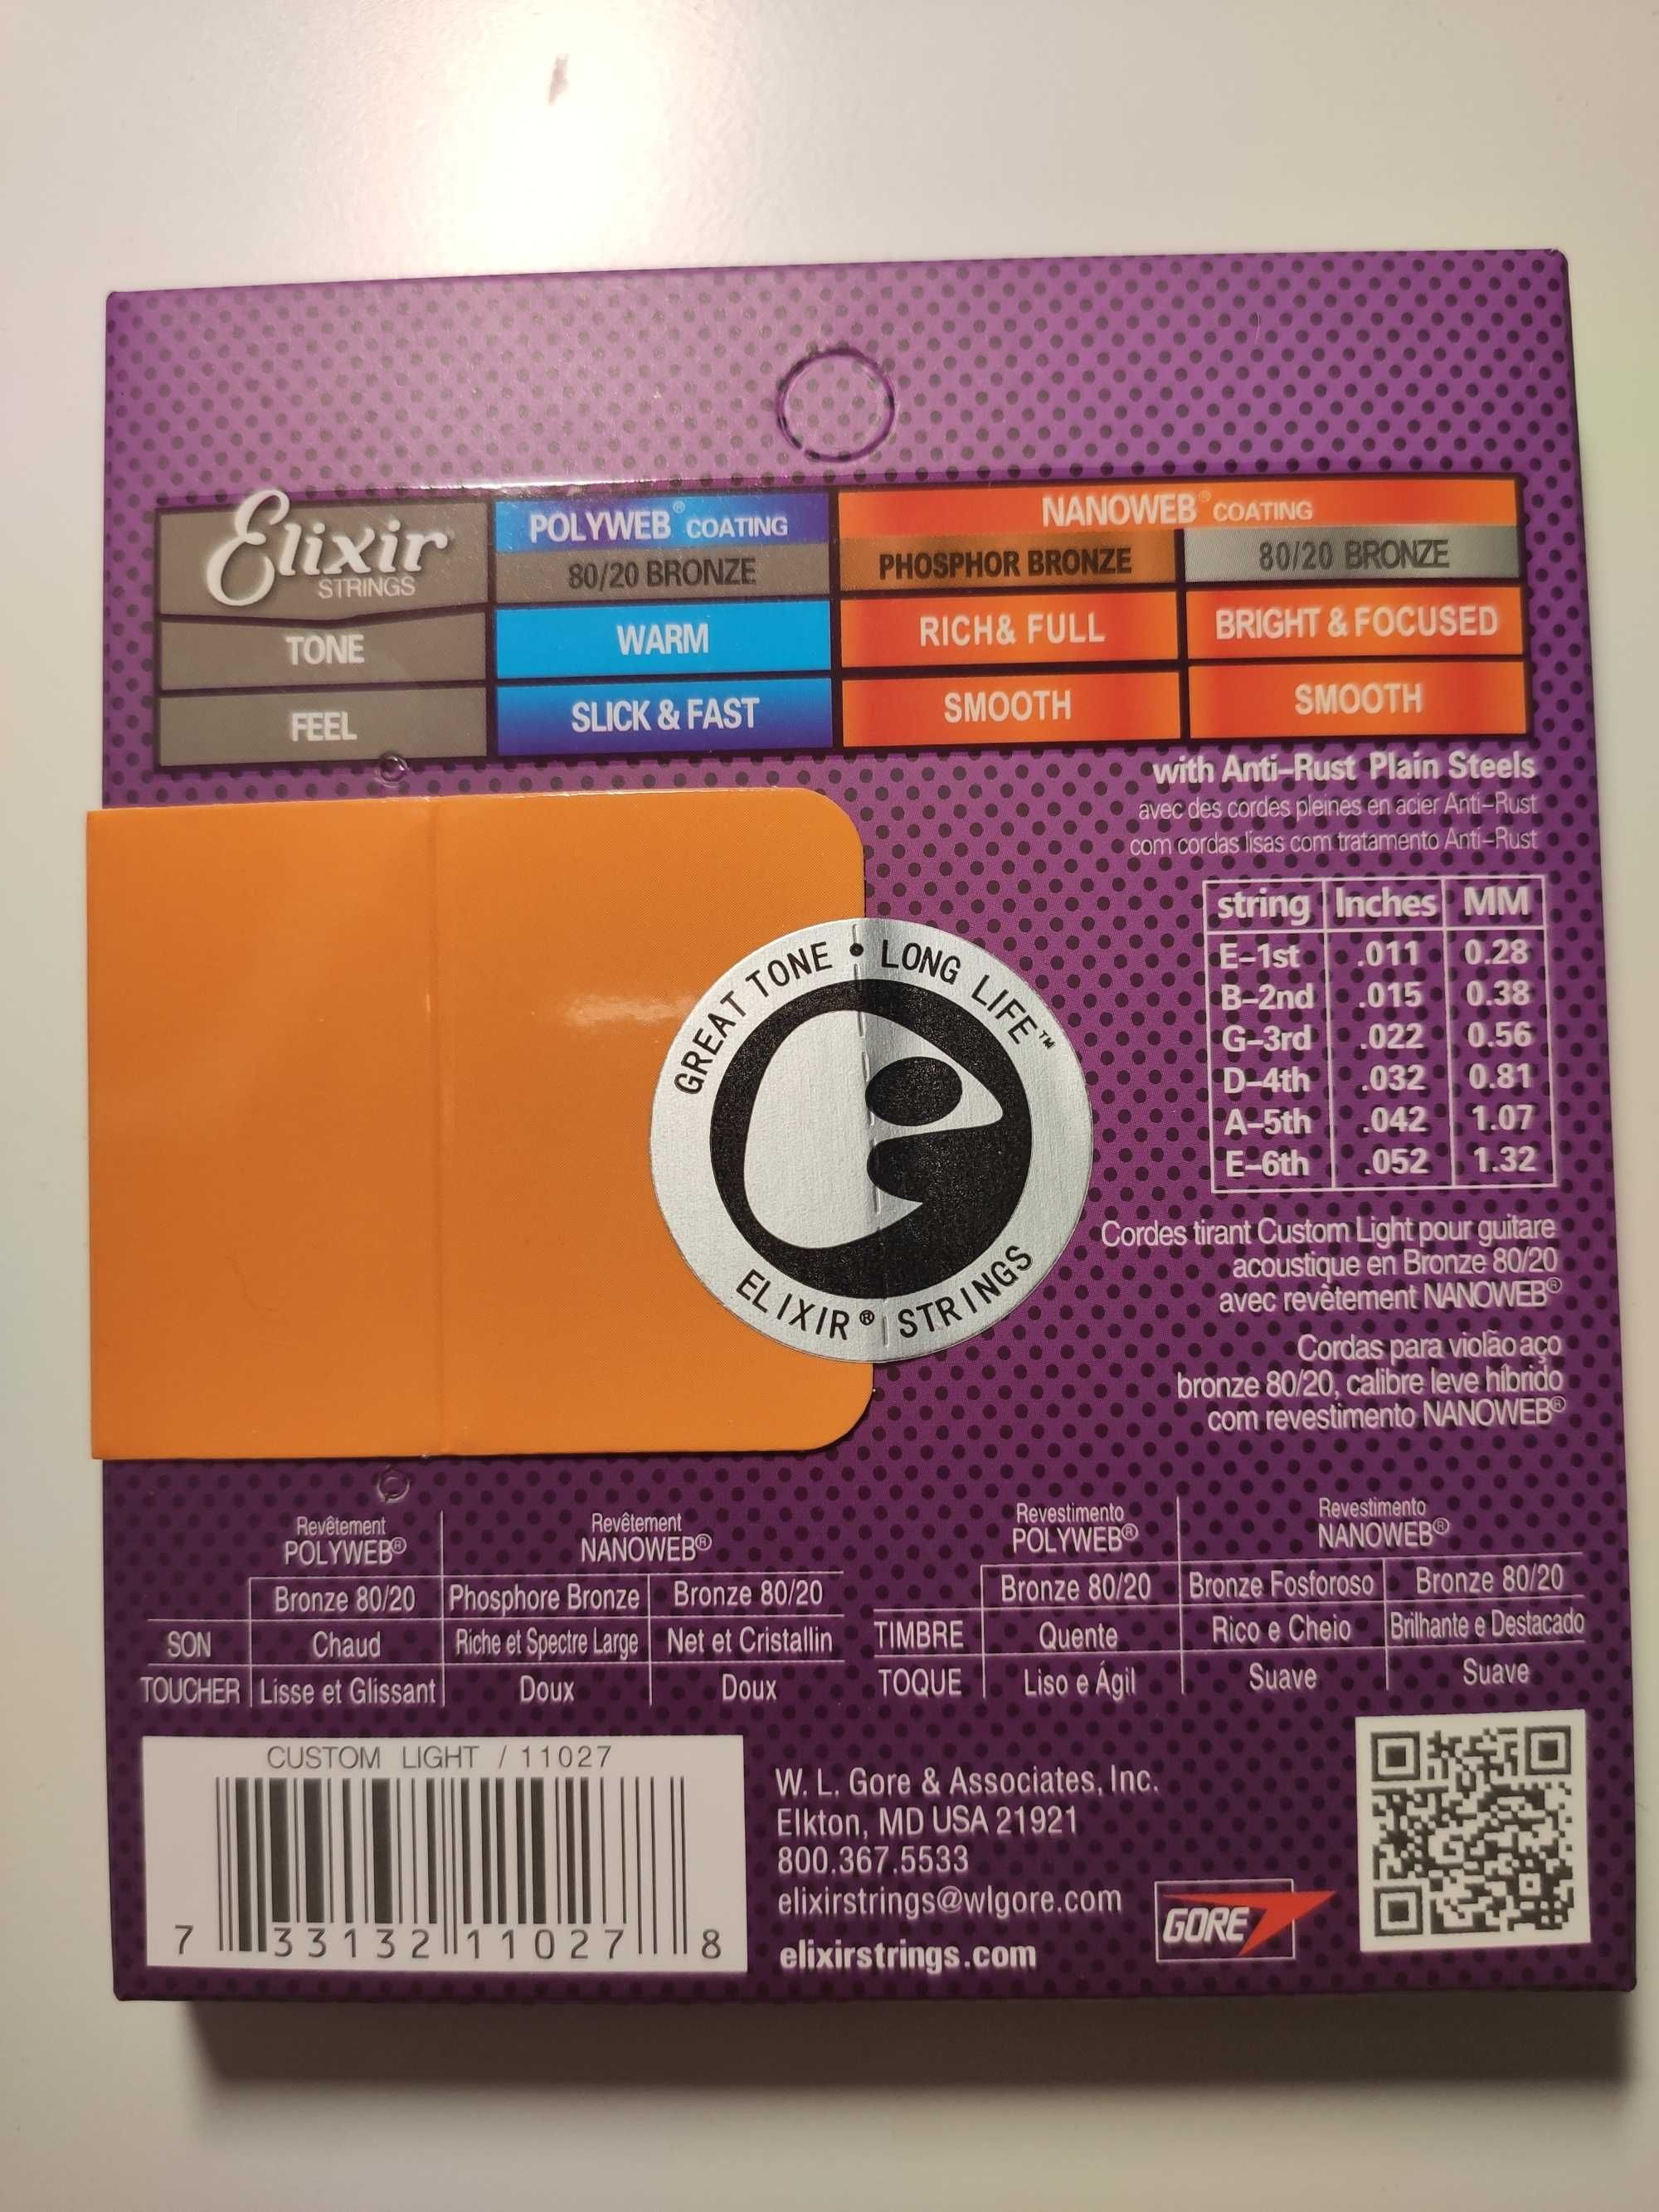 Elixir
STRINGS
POLYWEB® COATING
NANOWEB® COATING
80/20 BRONZE
PHOSPHOR BRONZE
80/20 BRONZE
TONE
WARM
RICH& FULL
BRIGHT & FOCUSED
FEEL
SLICK & FAST
SMOOTH
SMOOTH
with Anti-Rust Plain Steels
avec des cordes pleines en acier Anti-Rust
com cordas lisas com tratamento Anti-Rust
string Inches MM
E-1st .011 0.28
B-2nd .015 0.38
G-3rd .022 0.56
D-4th .032 0.81
A-5th .042 1.07
E-6th .052 1.32
GREAT TONE • LONG LIFE™
ELIXIR® STRINGS
Cordes tirant Custom Light pour guitare
acoustique en Bronze 80/20
avec revètement NANOWEB®
Cordas para violão aço
bronze 80/20, calibre leve híbrido
com revestimento NANOWEB®
Revêtement
POLYWEB®
Revêtement
NANOWEB®
Bronze 80/20 Phosphore Bronze Bronze 80/20
SON Chaud Riche et Spectre Large Net et Cristallin
TOUCHER Lisse et Glissant Doux Doux
Revestimento
POLYWEB®
Revestimento
NANOWEB®
Bronze 80/20 Bronze Fosforoso Bronze 80/20
TIMBRE Quente Rico e Cheio Brilhante e Destacado
TOQUE Liso e Ágil Suave Suave
CUSTOM LIGHT / 11027
7 33132 11027 8
W. L. Gore & Associates, Inc.
Elkton, MD USA 21921
800.367.5533
elixirstrings@wlgore.com
elixirstrings.com
GORE